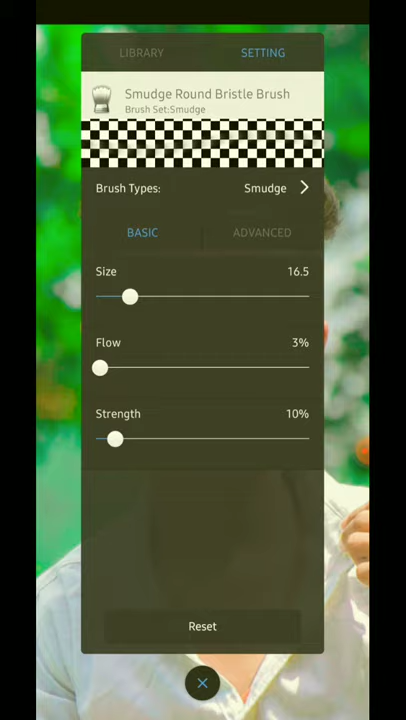 LIBRARY SETTING
Smudge Round Bristle Brush
Brush Set:Smudge
Brush Types: Smudge
BASIC ADVANCED
Size 16.5
Flow 3%
Strength 10%
Reset